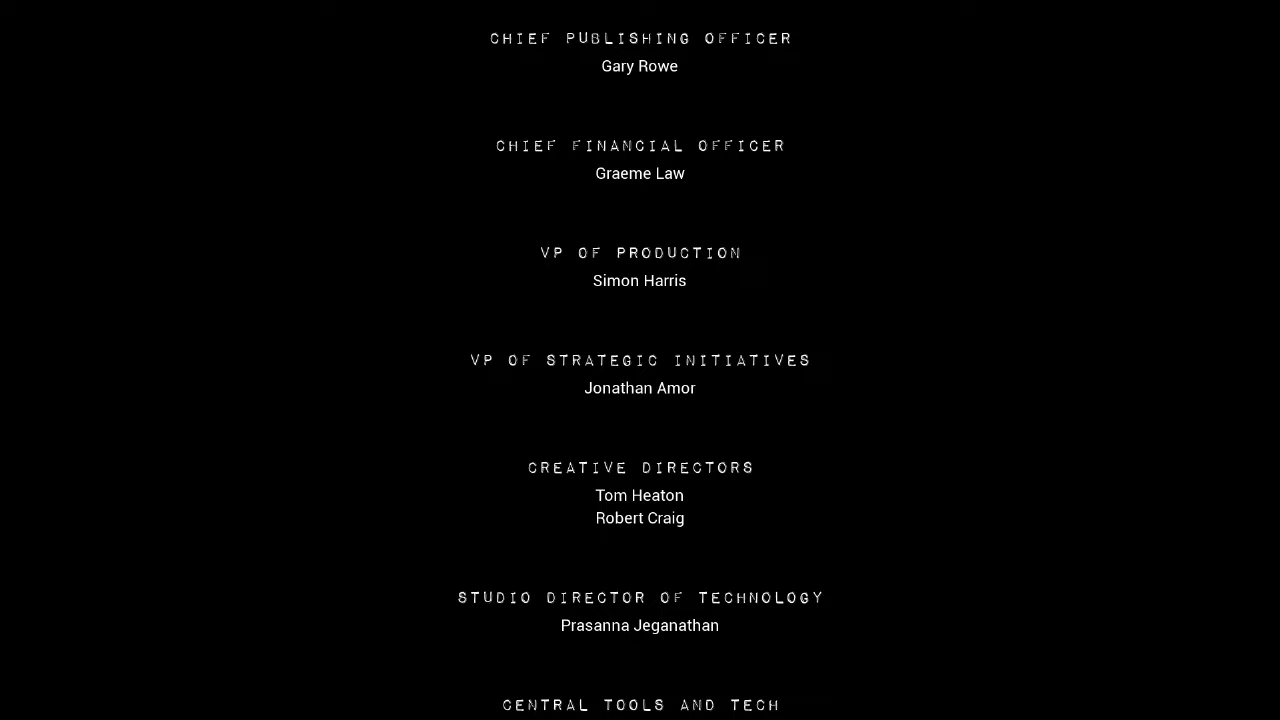 CHIEF PUBLISHING OFFICER
Gary Rowe
CHIEF FINANCIAL OFFICER
Graeme Law
VP OF PRODUCTION
Simon Harris
VP OF STRATEGIC INITIATIVES
Jonathan Amor
CREATIVE DIRECTORS
Tom Heaton
Robert Craig
STUDIO DIRECTOR OF TECHNOLOGY
Prasanna Jeganathan
CENTRAL TOOLS AND TECH